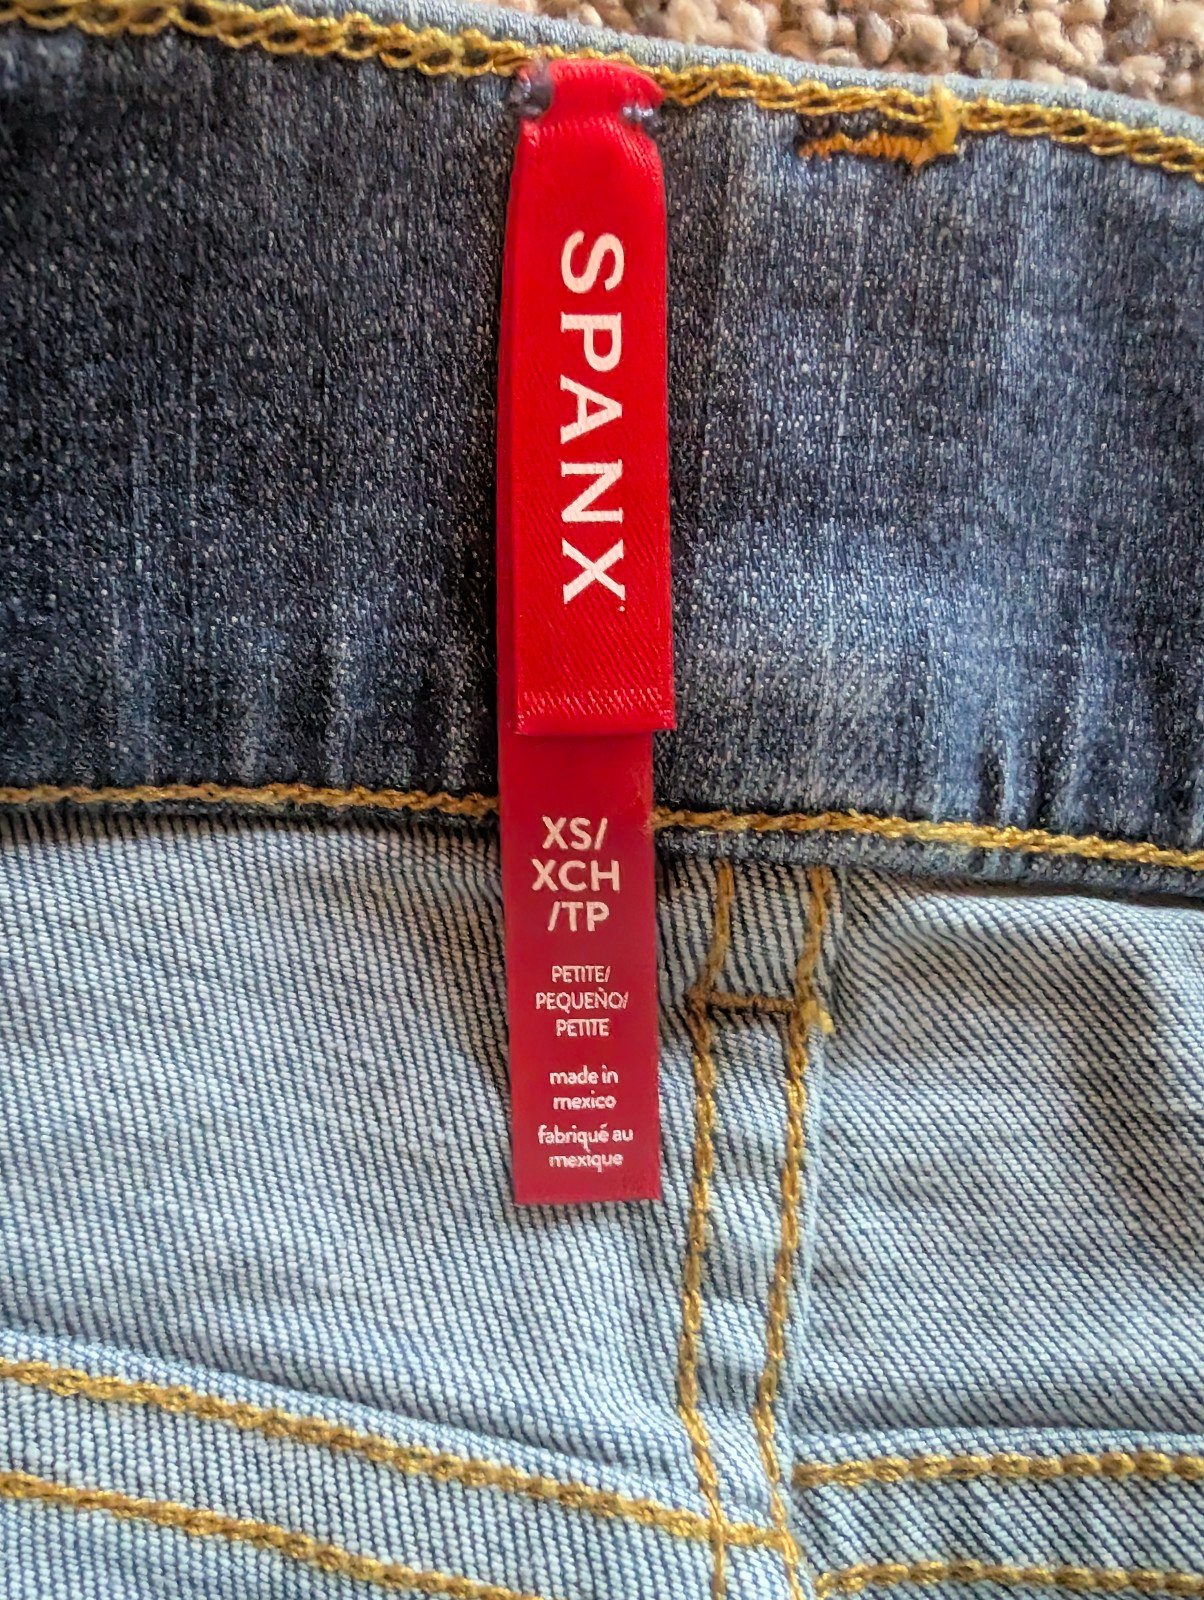 SPANX
XS/
XCH
/TP
PETITE/
PEQUEÑO/
PETITE
made in
mexico
fabriqué au
mexique